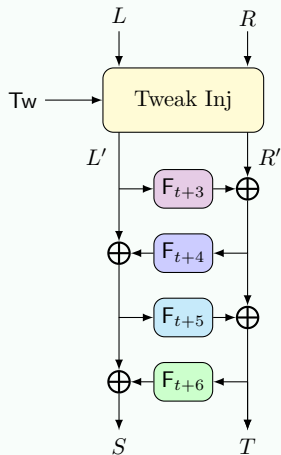 L R
Tw Tweak Inj
L′ R′
F_{t+3}
F_{t+4}
F_{t+5}
F_{t+6}
S T